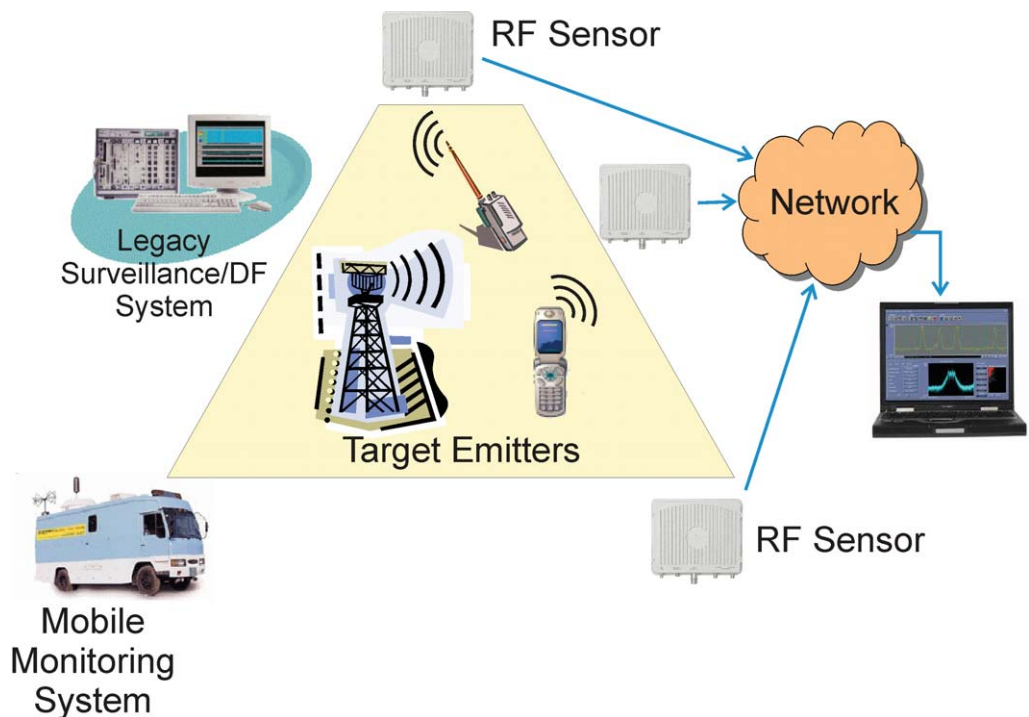 RF Sensor
Legacy
Surveillance/DF
System
Network
Target Emitters
RF Sensor
Mobile
Monitoring
System